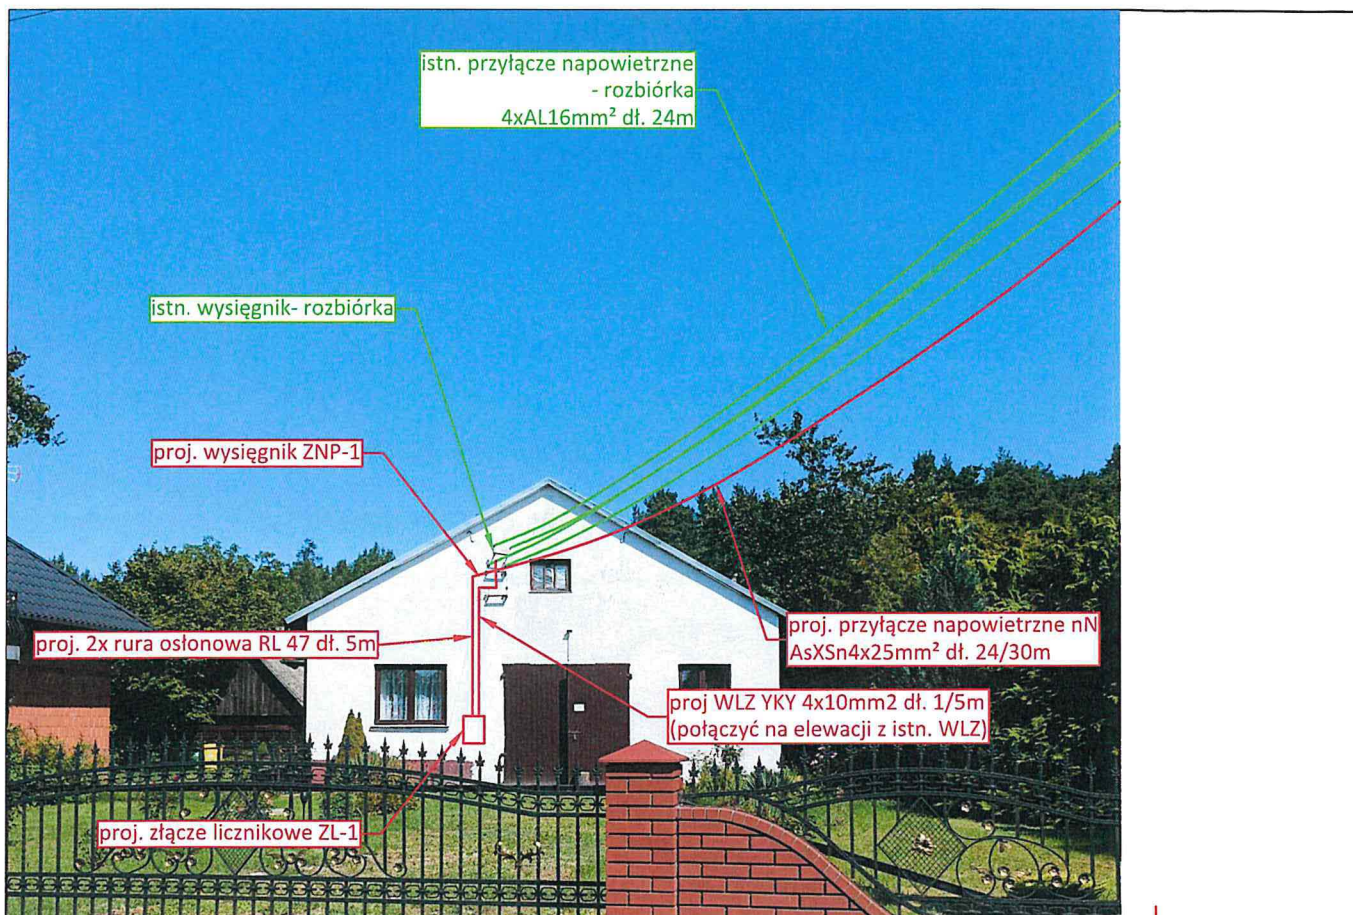 istn. przyłącze napowietrzne
- rozbiórka
4xAL16mm² dł. 24m
istn. wysięgnik- rozbiórka
proj. wysięgnik ZNP-1
proj. 2x rura osłonowa RL 47 dł. 5m
proj. przyłącze napowietrzne nN
AsXSn4x25mm² dł. 24/30m
proj WLZ YKY 4x10mm2 dł. 1/5m
(połączyć na elewacji z istn. WLZ)
proj. złącze licznikowe ZL-1